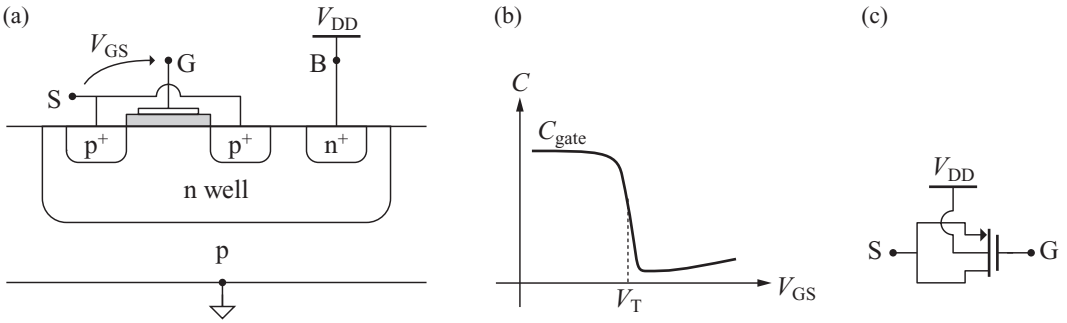 (a)
V_DD
V_GS
G
B
S
p+
p+
n+
n well
p
(b)
C
C_gate
V_T
V_GS
(c)
V_DD
S
G